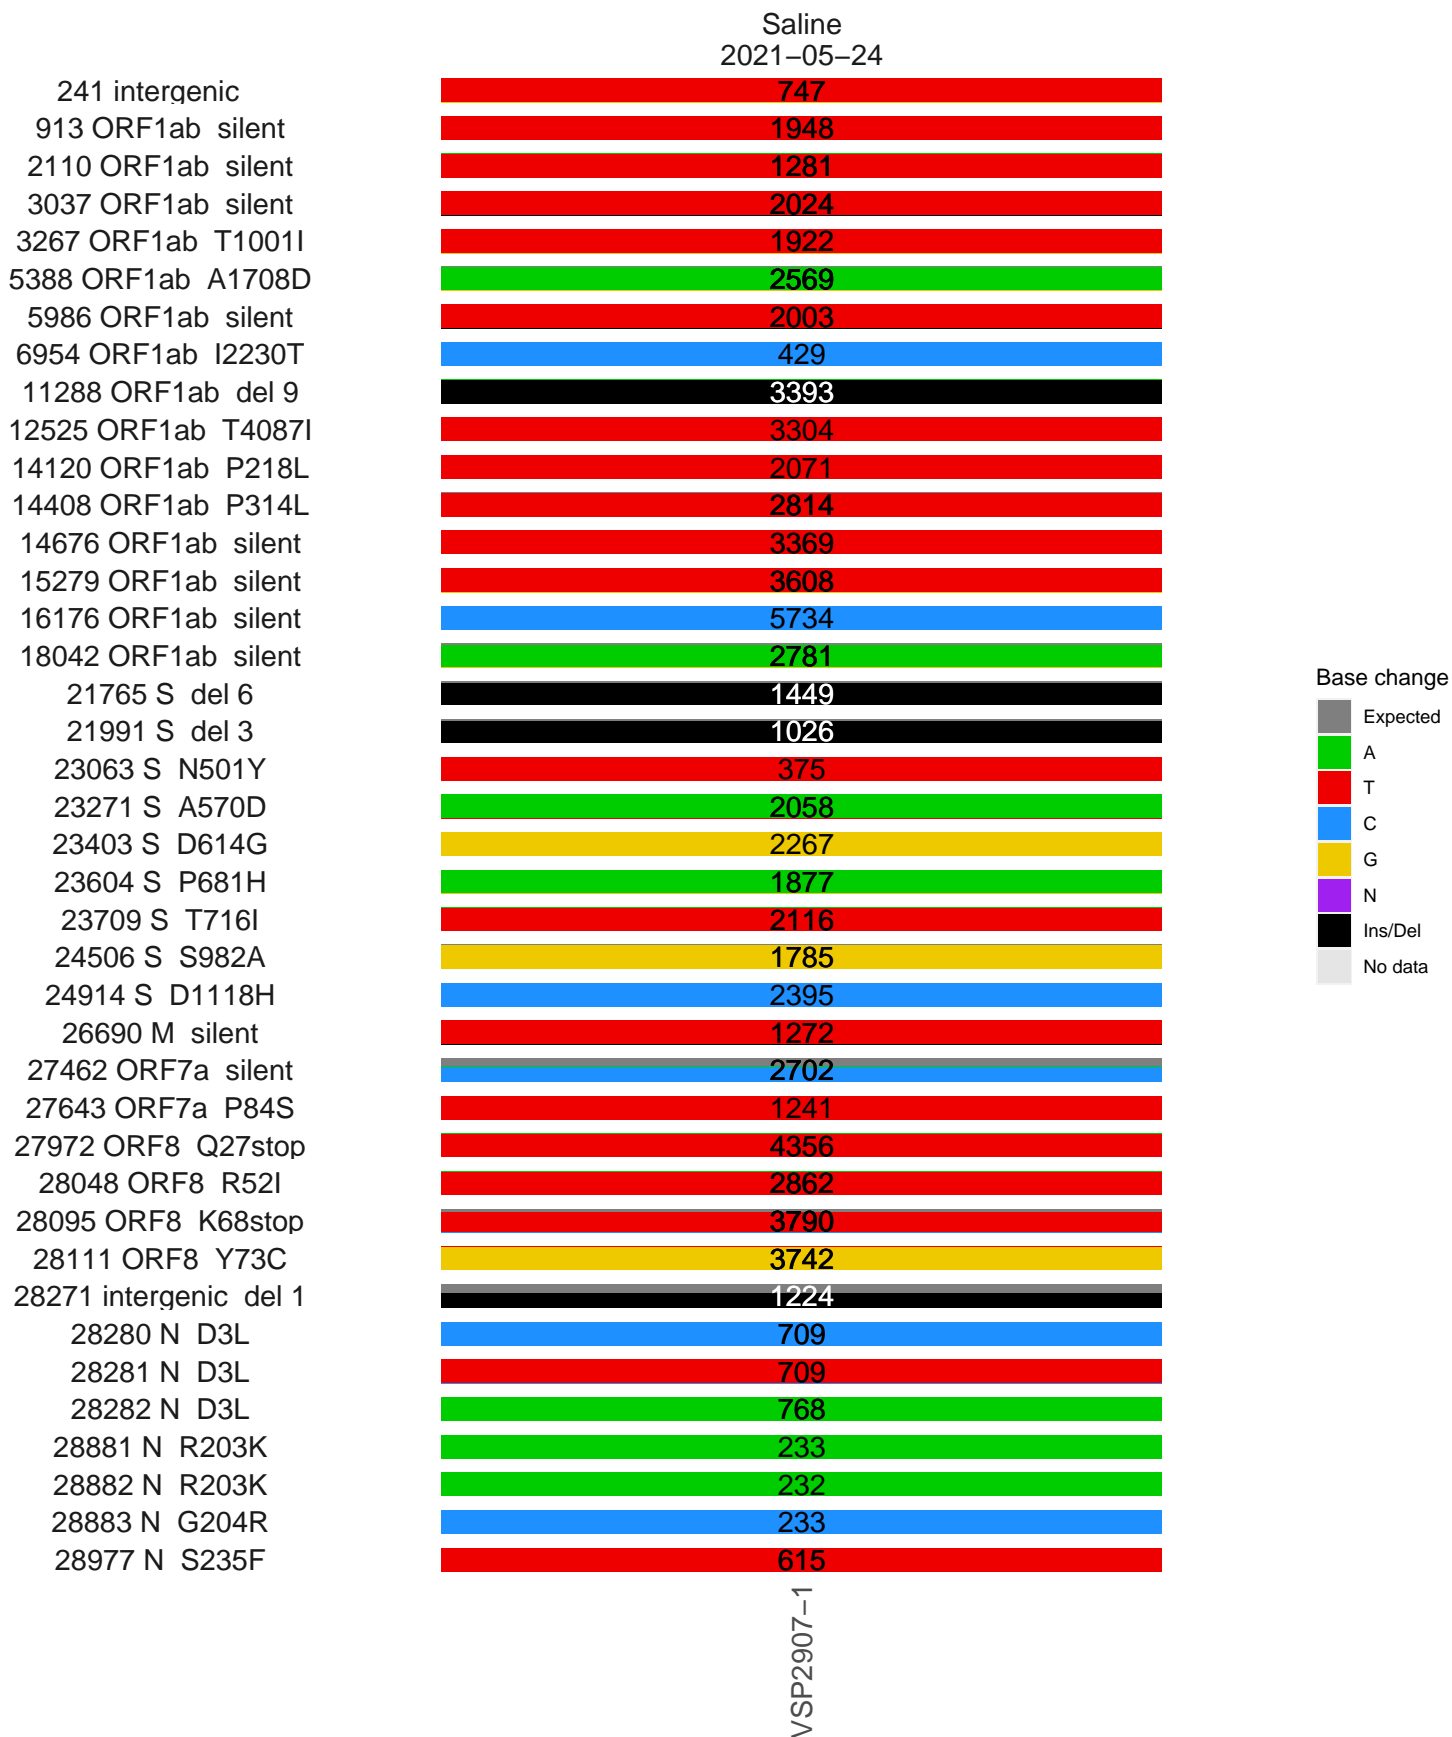 Saline
2021−05−24
241 intergenic 747
913 ORF1ab silent 1948
2110 ORF1ab silent 1281
3037 ORF1ab silent 2024
3267 ORF1ab T1001I 1922
5388 ORF1ab A1708D 2569
5986 ORF1ab silent 2003
6954 ORF1ab I2230T 429
11288 ORF1ab del 9 3393
12525 ORF1ab T4087I 3304
14120 ORF1ab P218L 2071
14408 ORF1ab P314L 2814
14676 ORF1ab silent 3369
15279 ORF1ab silent 3608
16176 ORF1ab silent 5734
18042 ORF1ab silent 2781
21765 S del 6 1449
21991 S del 3 1026
23063 S N501Y 375
23271 S A570D 2058
23403 S D614G 2267
23604 S P681H 1877
23709 S T716I 2116
24506 S S982A 1785
24914 S D1118H 2395
26690 M silent 1272
27462 ORF7a silent 2702
27643 ORF7a P84S 1241
27972 ORF8 Q27stop 4356
28048 ORF8 R52I 2862
28095 ORF8 K68stop 3790
28111 ORF8 Y73C 3742
28271 intergenic del 1 1224
28280 N D3L 709
28281 N D3L 709
28282 N D3L 768
28881 N R203K 233
28882 N R203K 232
28883 N G204R 233
28977 N S235F 615
VSP2907−1
Base change
Expected
A
T
C
G
N
Ins/Del
No data